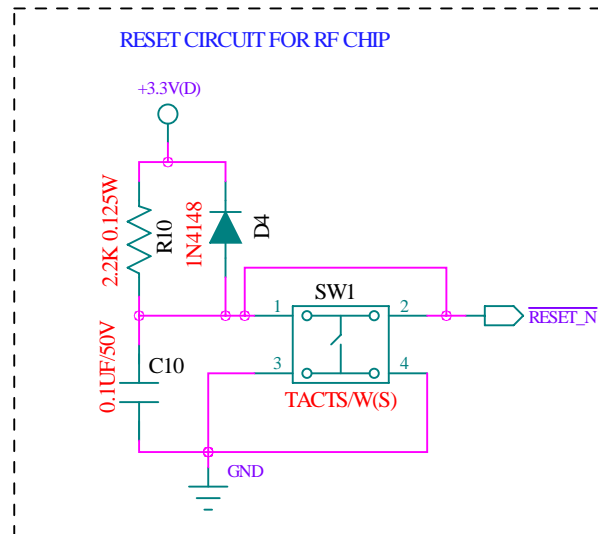 RESET CIRCUIT FOR RF CHIP
+3.3V(D)
2.2K 0.125W
R10
1N4148
D4
SW1
1
2
RESET_N
3
4
C10
0.1UF/50V
TACTS/W(S)
GND